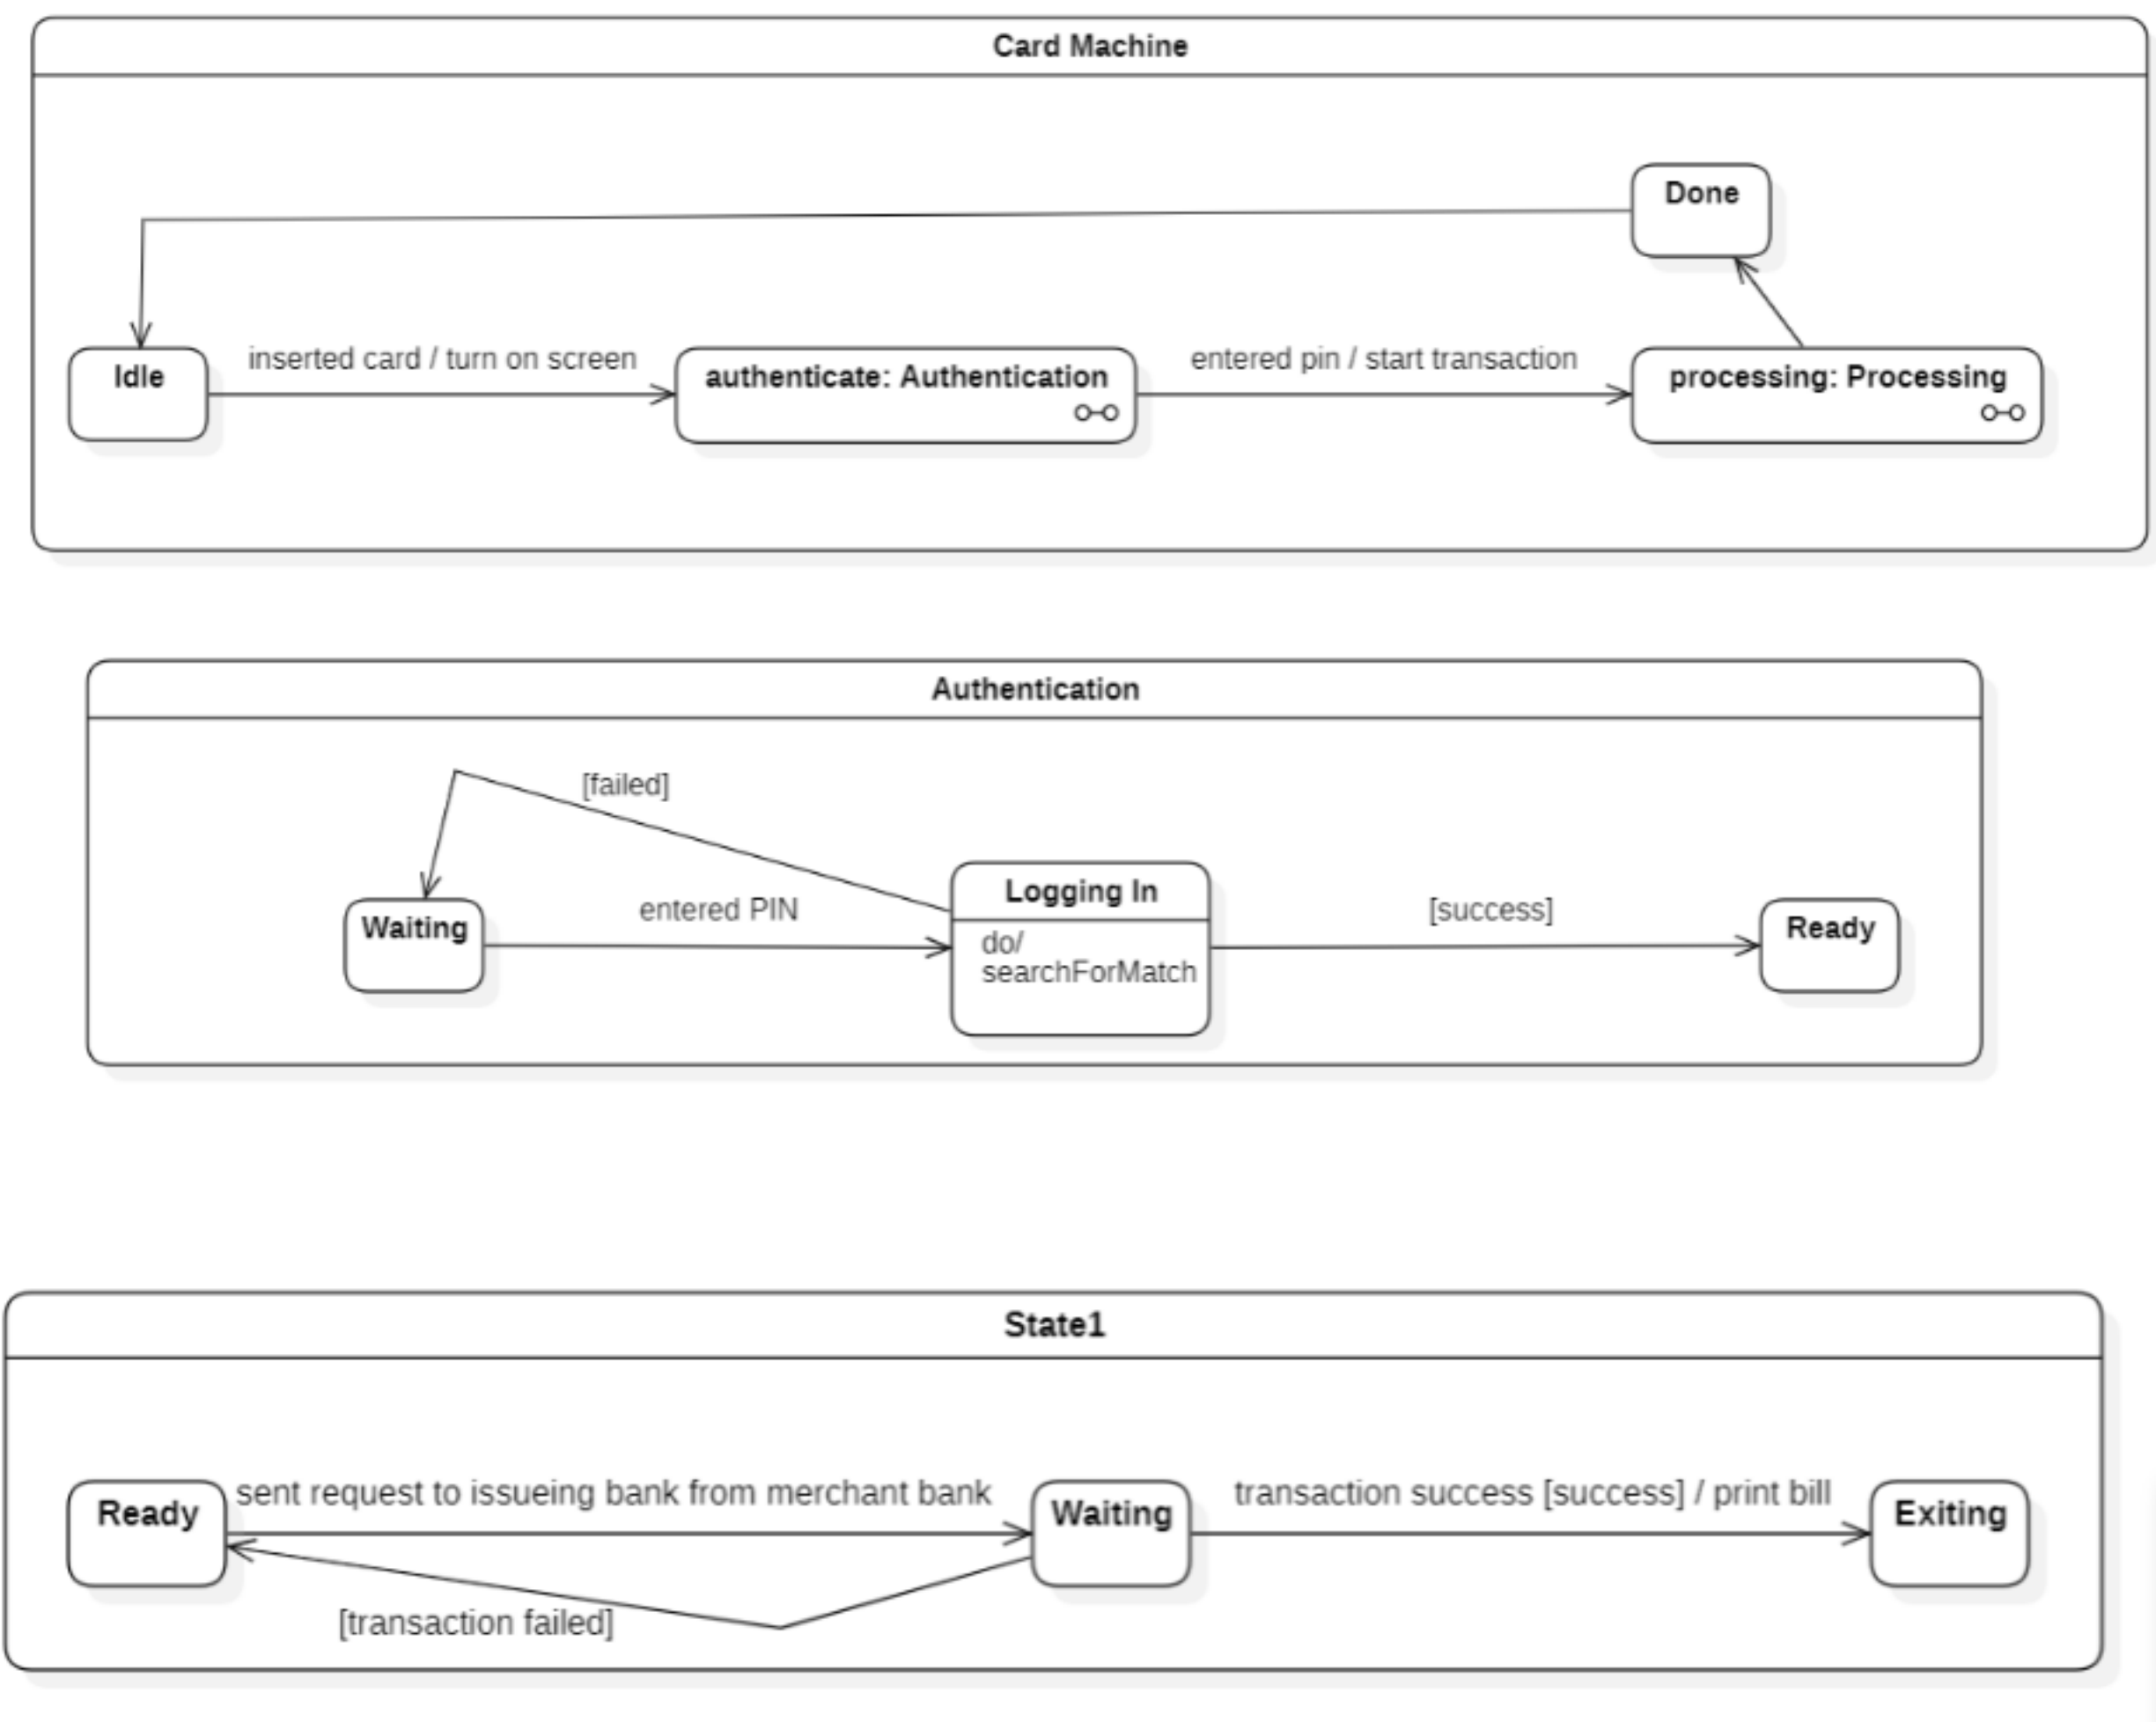 Card Machine
Done
Idle
inserted card / turn on screen
authenticate: Authentication
entered pin / start transaction
processing: Processing
Authentication
[failed]
Waiting
entered PIN
Logging In
do/
searchForMatch
[success]
Ready
State1
Ready
sent request to issueing bank from merchant bank
Waiting
transaction success [success] / print bill
Exiting
[transaction failed]